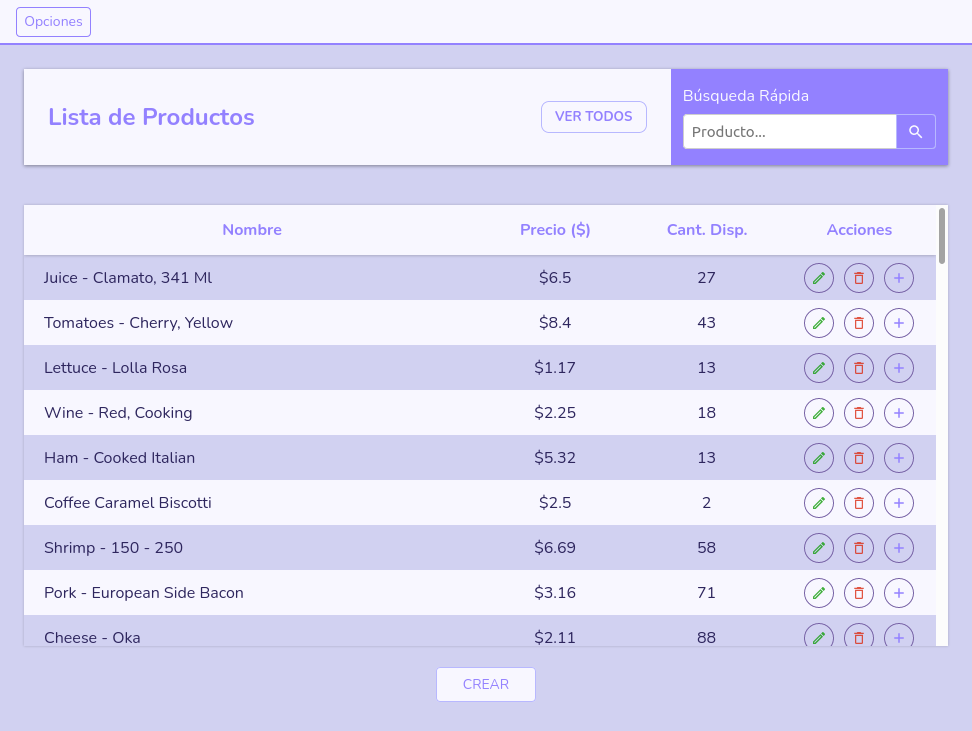 Opciones
Lista de Productos
VER TODOS
Búsqueda Rápida
Producto...
Nombre Precio ($) Cant. Disp. Acciones
Juice - Clamato, 341 Ml $6.5 27
Tomatoes - Cherry, Yellow $8.4 43
Lettuce - Lolla Rosa $1.17 13
Wine - Red, Cooking $2.25 18
Ham - Cooked Italian $5.32 13
Coffee Caramel Biscotti $2.5 2
Shrimp - 150 - 250 $6.69 58
Pork - European Side Bacon $3.16 71
Cheese - Oka $2.11 88
CREAR